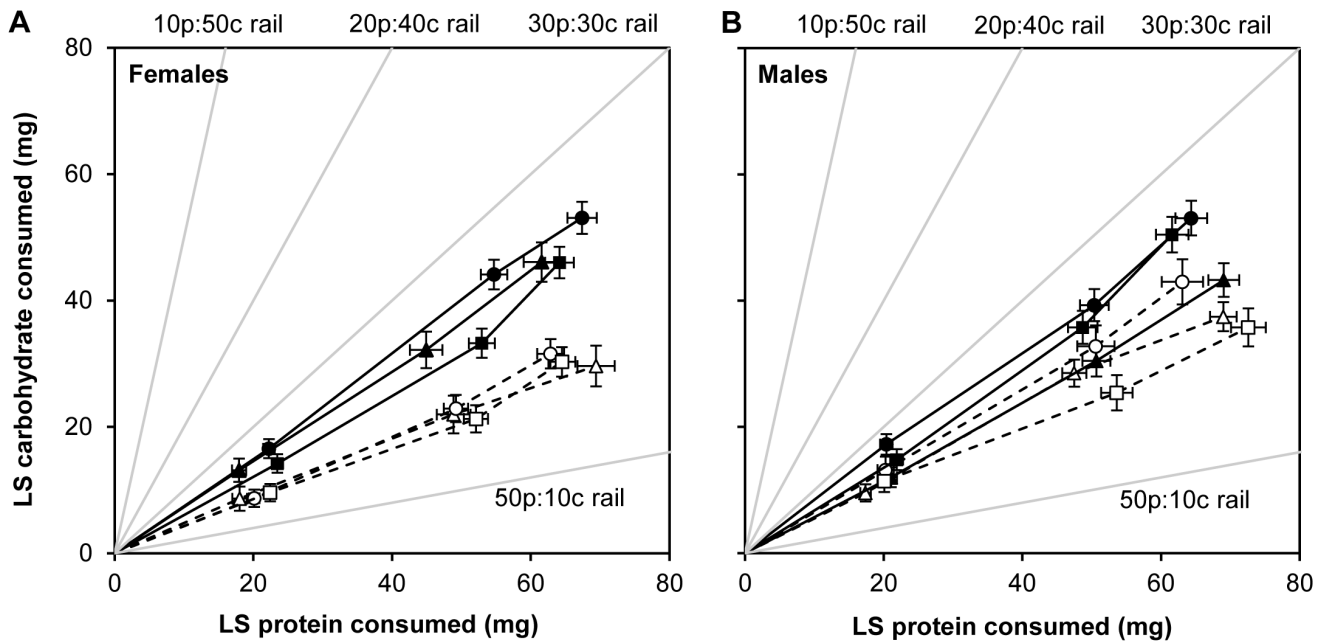 A
10p:50c rail 20p:40c rail 30p:30c rail
Females
LS carbohydrate consumed (mg)
80
60
40
20
0
50p:10c rail
0 20 40 60 80
LS protein consumed (mg)
B
10p:50c rail 20p:40c rail 30p:30c rail
Males
50p:10c rail
0 20 40 60 80
LS protein consumed (mg)